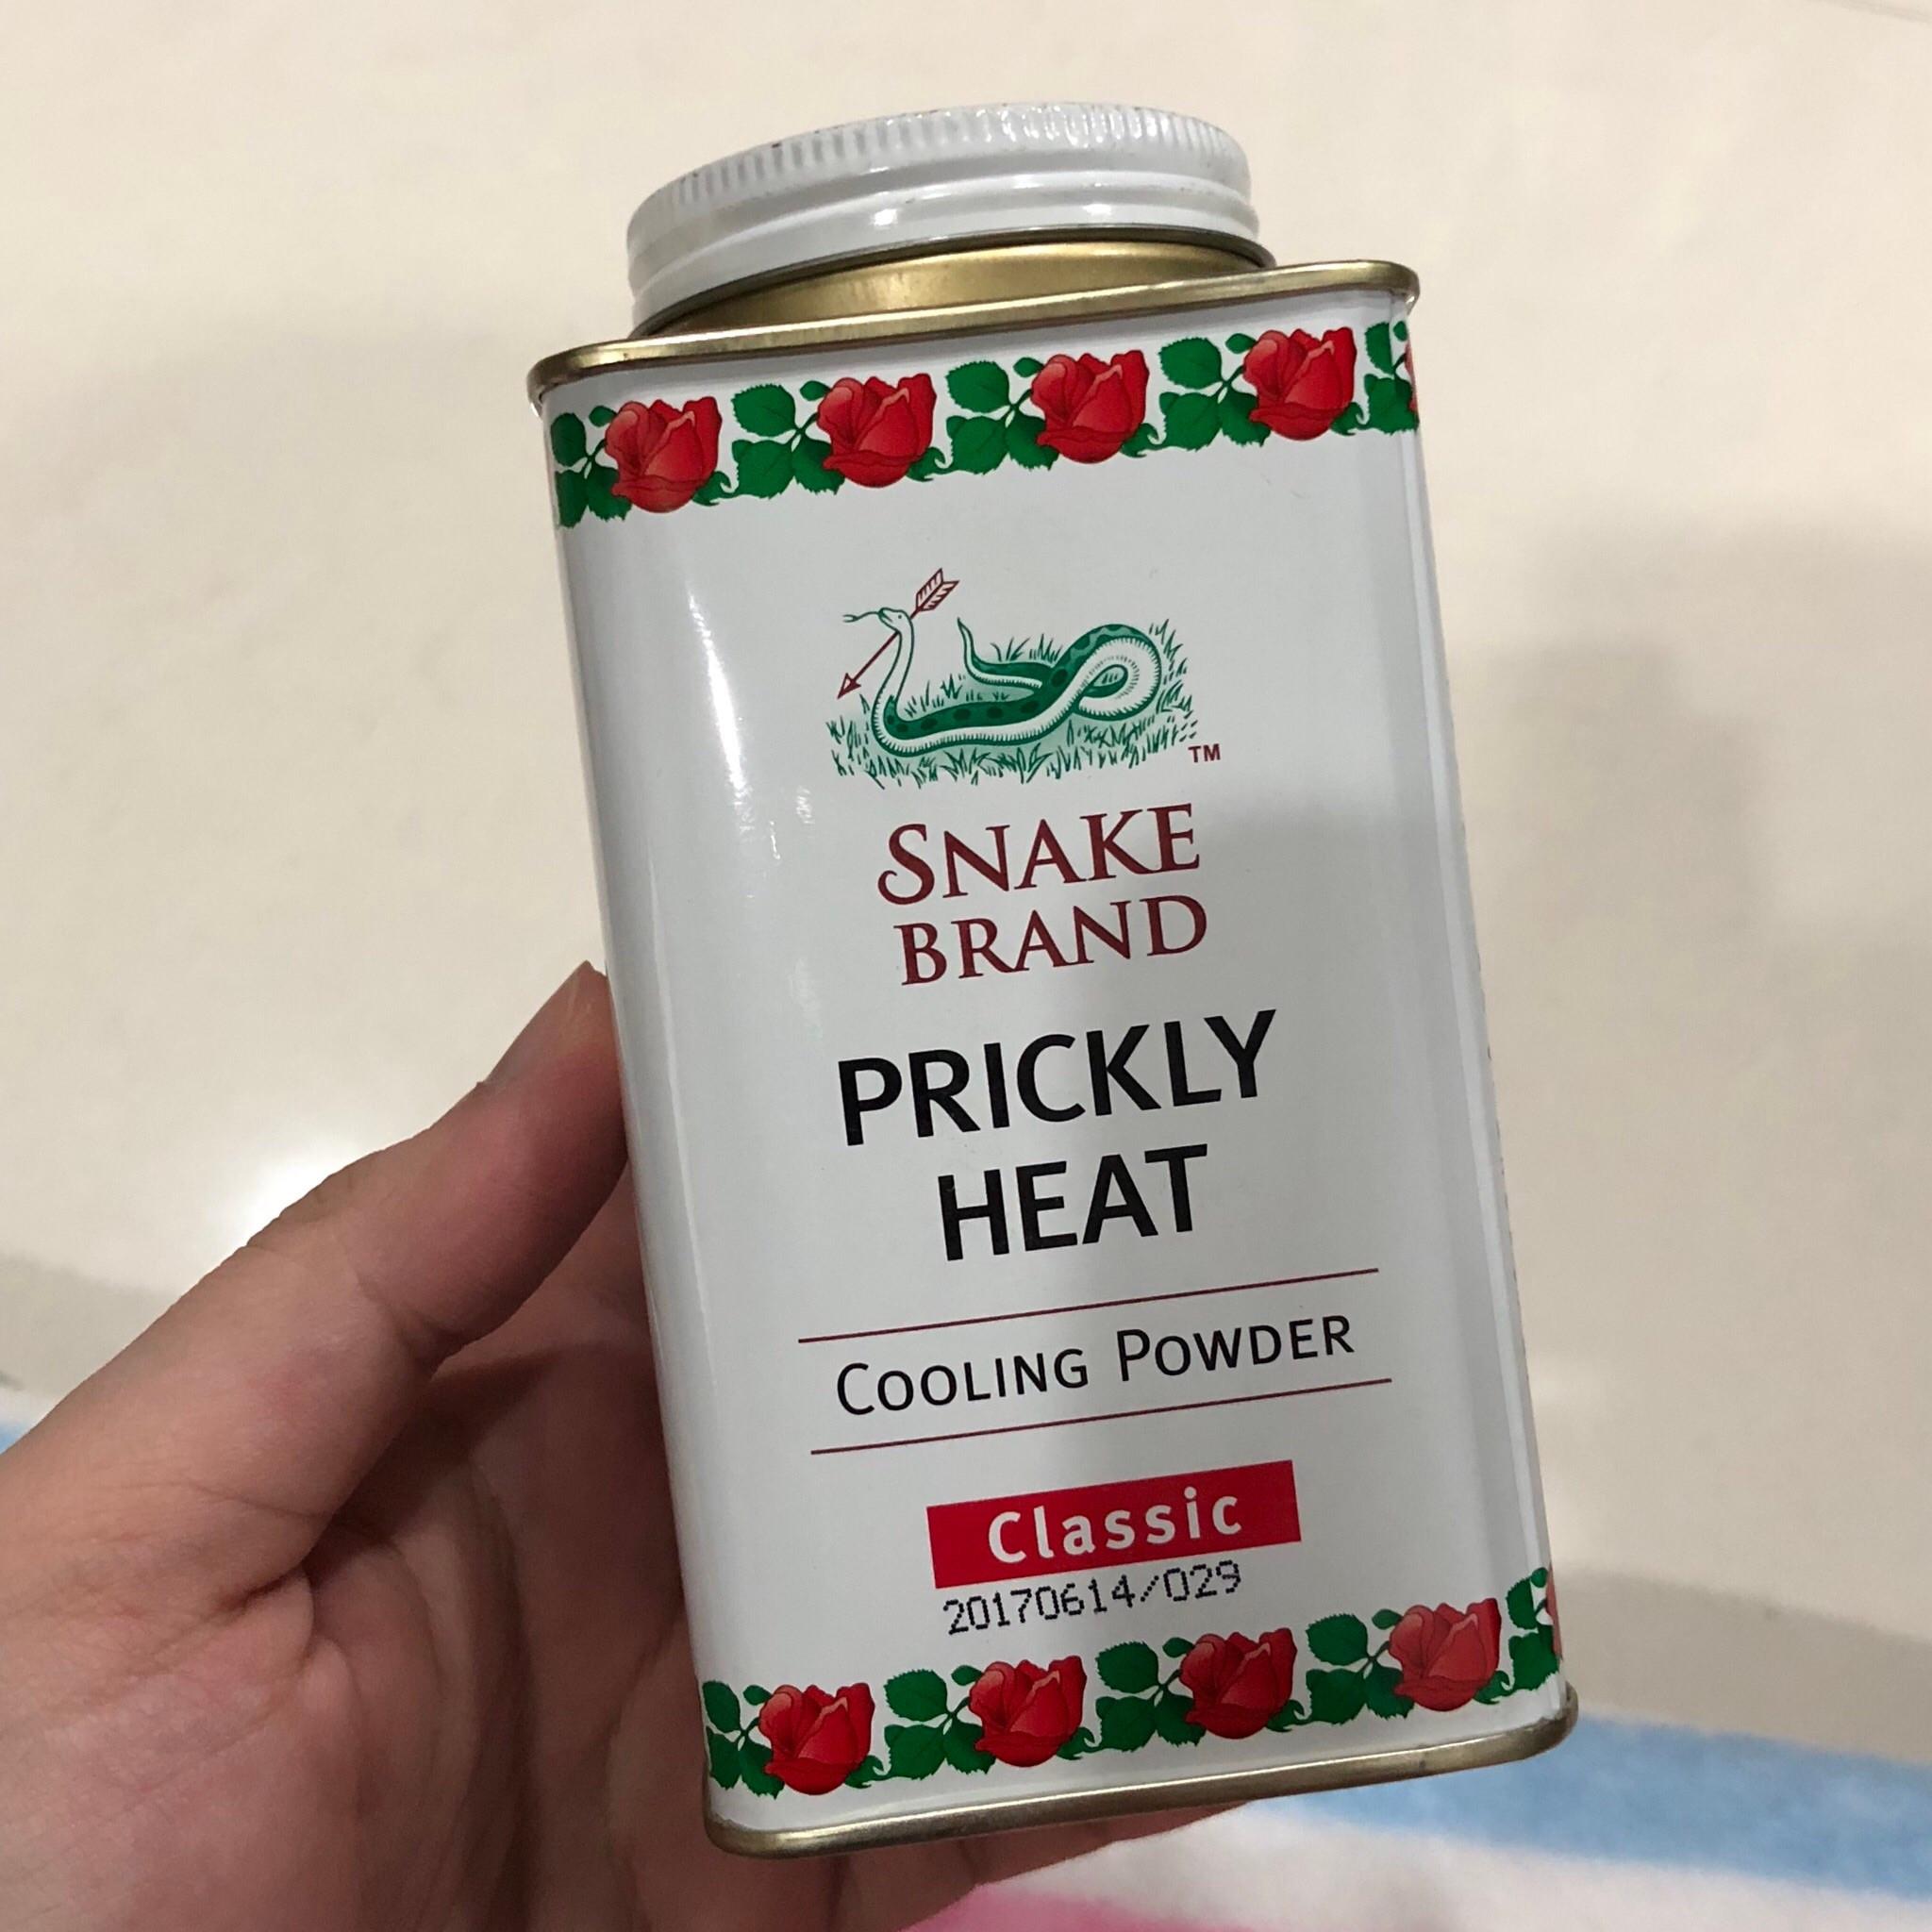 TM
SNAKE
BRAND
PRICKLY
HEAT
COOLING POWDER
Classic
20170614/029